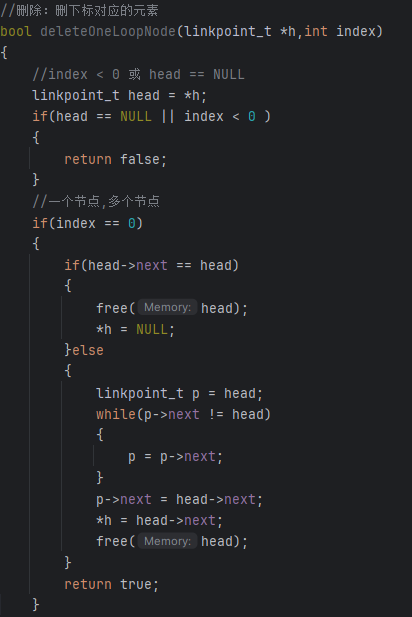 //删除: 删下标对应的元素
bool deleteOneLoopNode(linkpoint_t *h,int index)
{
    //index < 0 或 head == NULL
    linkpoint_t head = *h;
    if(head == NULL || index < 0 )
    {
        return false;
    }
    //一个节点,多个节点
    if(index == 0)
    {
        if(head->next == head)
        {
            free( Memory: head);
            *h = NULL;
        }else
        {
            linkpoint_t p = head;
            while(p->next != head)
            {
                p = p->next;
            }
            p->next = head->next;
            *h = head->next;
            free( Memory: head);
        }
        return true;
    }